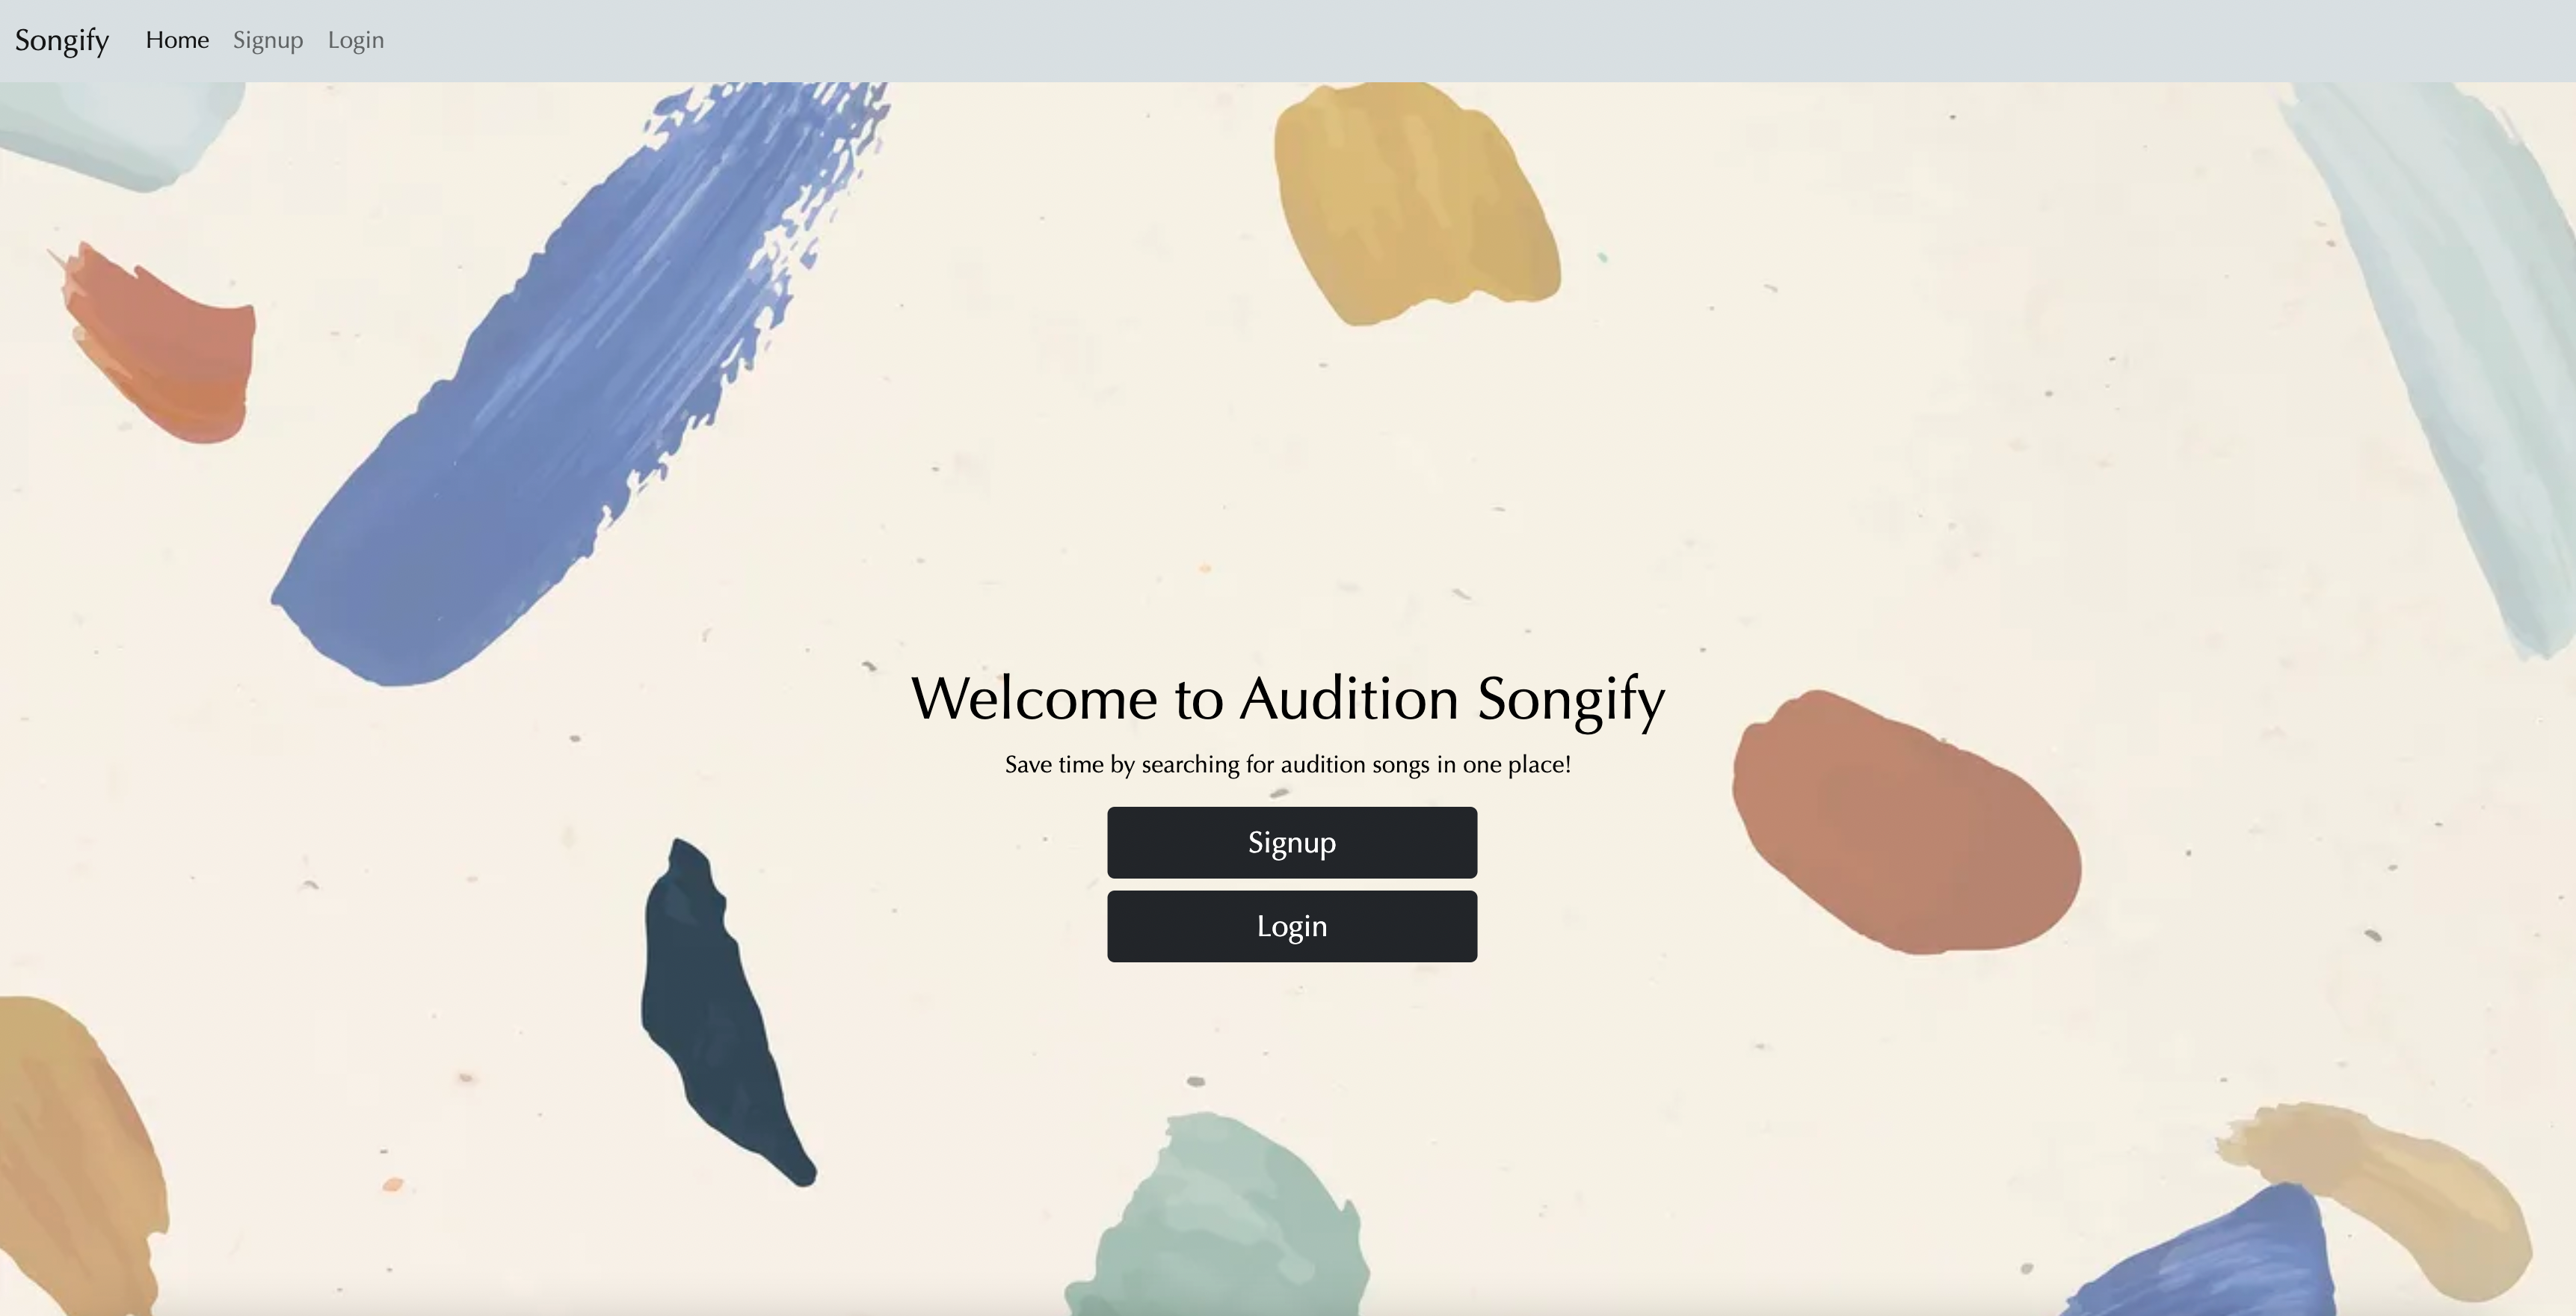 Songify Home Signup Login
Welcome to Audition Songify
Save time by searching for audition songs in one place!
Signup
Login